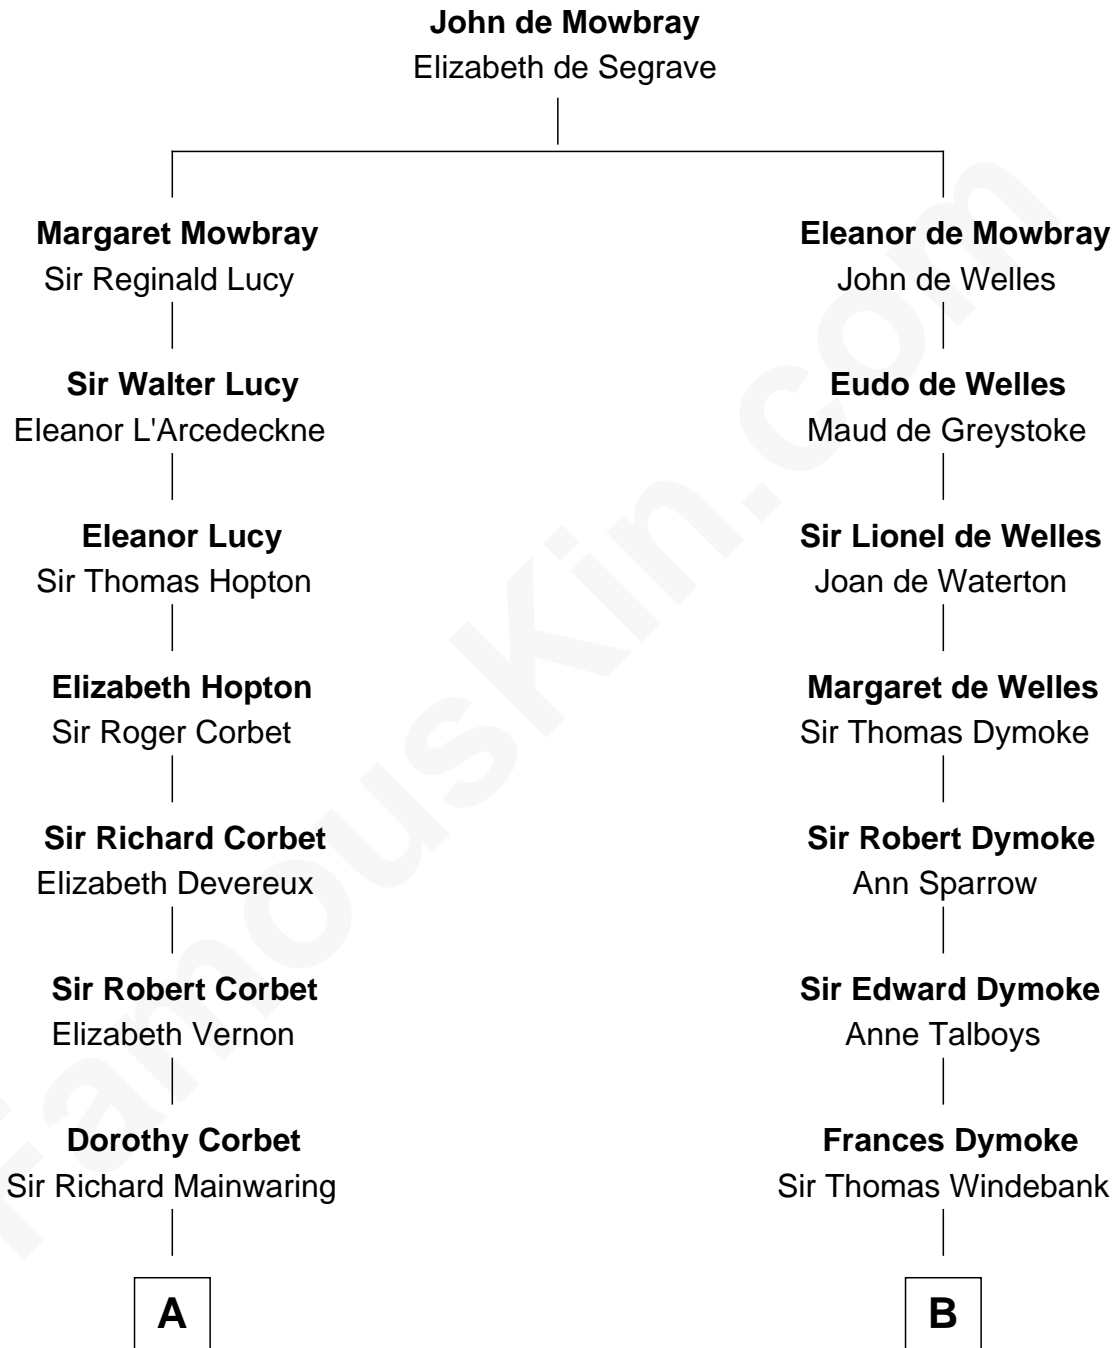 John de Mowbray
Elizabeth de Segrave
Margaret Mowbray
Sir Reginald Lucy
Eleanor de Mowbray
John de Welles
Sir Walter Lucy
Eleanor L'Arcedeckne
Eudo de Welles
Maud de Greystoke
Eleanor Lucy
Sir Thomas Hopton
Sir Lionel de Welles
Joan de Waterton
Elizabeth Hopton
Sir Roger Corbet
Margaret de Welles
Sir Thomas Dymoke
Sir Richard Corbet
Elizabeth Devereux
Sir Robert Dymoke
Ann Sparrow
Sir Robert Corbet
Elizabeth Vernon
Sir Edward Dymoke
Anne Talboys
Dorothy Corbet
Sir Richard Mainwaring
Frances Dymoke
Sir Thomas Windebank
A
B
FamousKin.com